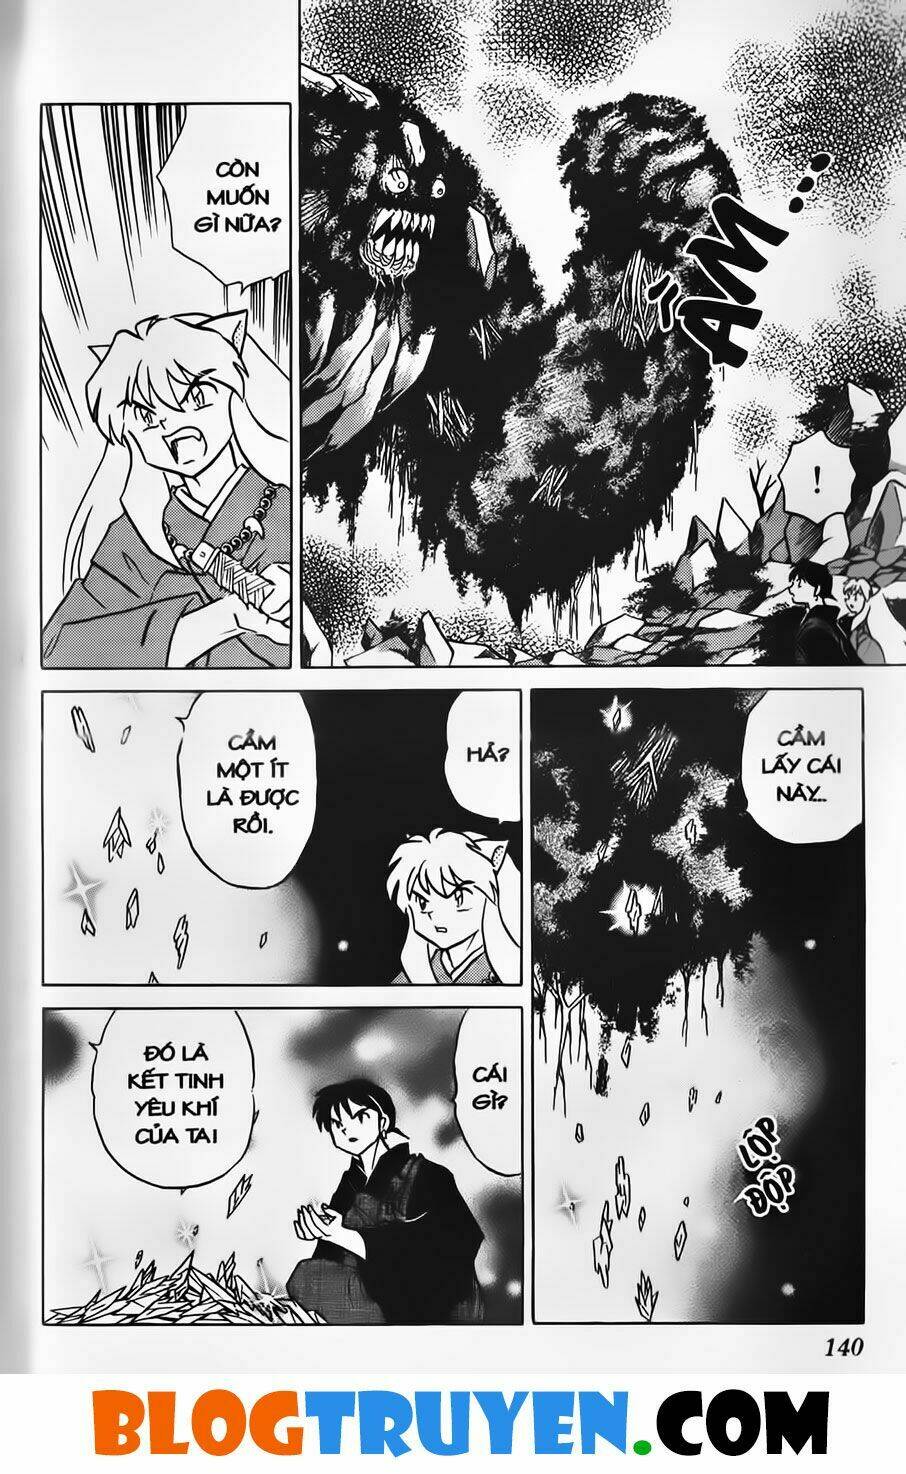 ẦM...
!
CÒN
MUỐN
GÌ NỮA?
CẦM
LẤY CÁI
NÀY...
LỘP
ĐỘP
HẢ?
CẦM
MỘT ÍT
LÀ ĐƯỢC
RỒI.
CÁI
GÌ?
ĐÓ LÀ
KẾT TINH
YÊU KHÍ
CỦA TA!
140
BLOGTRUYEN.COM